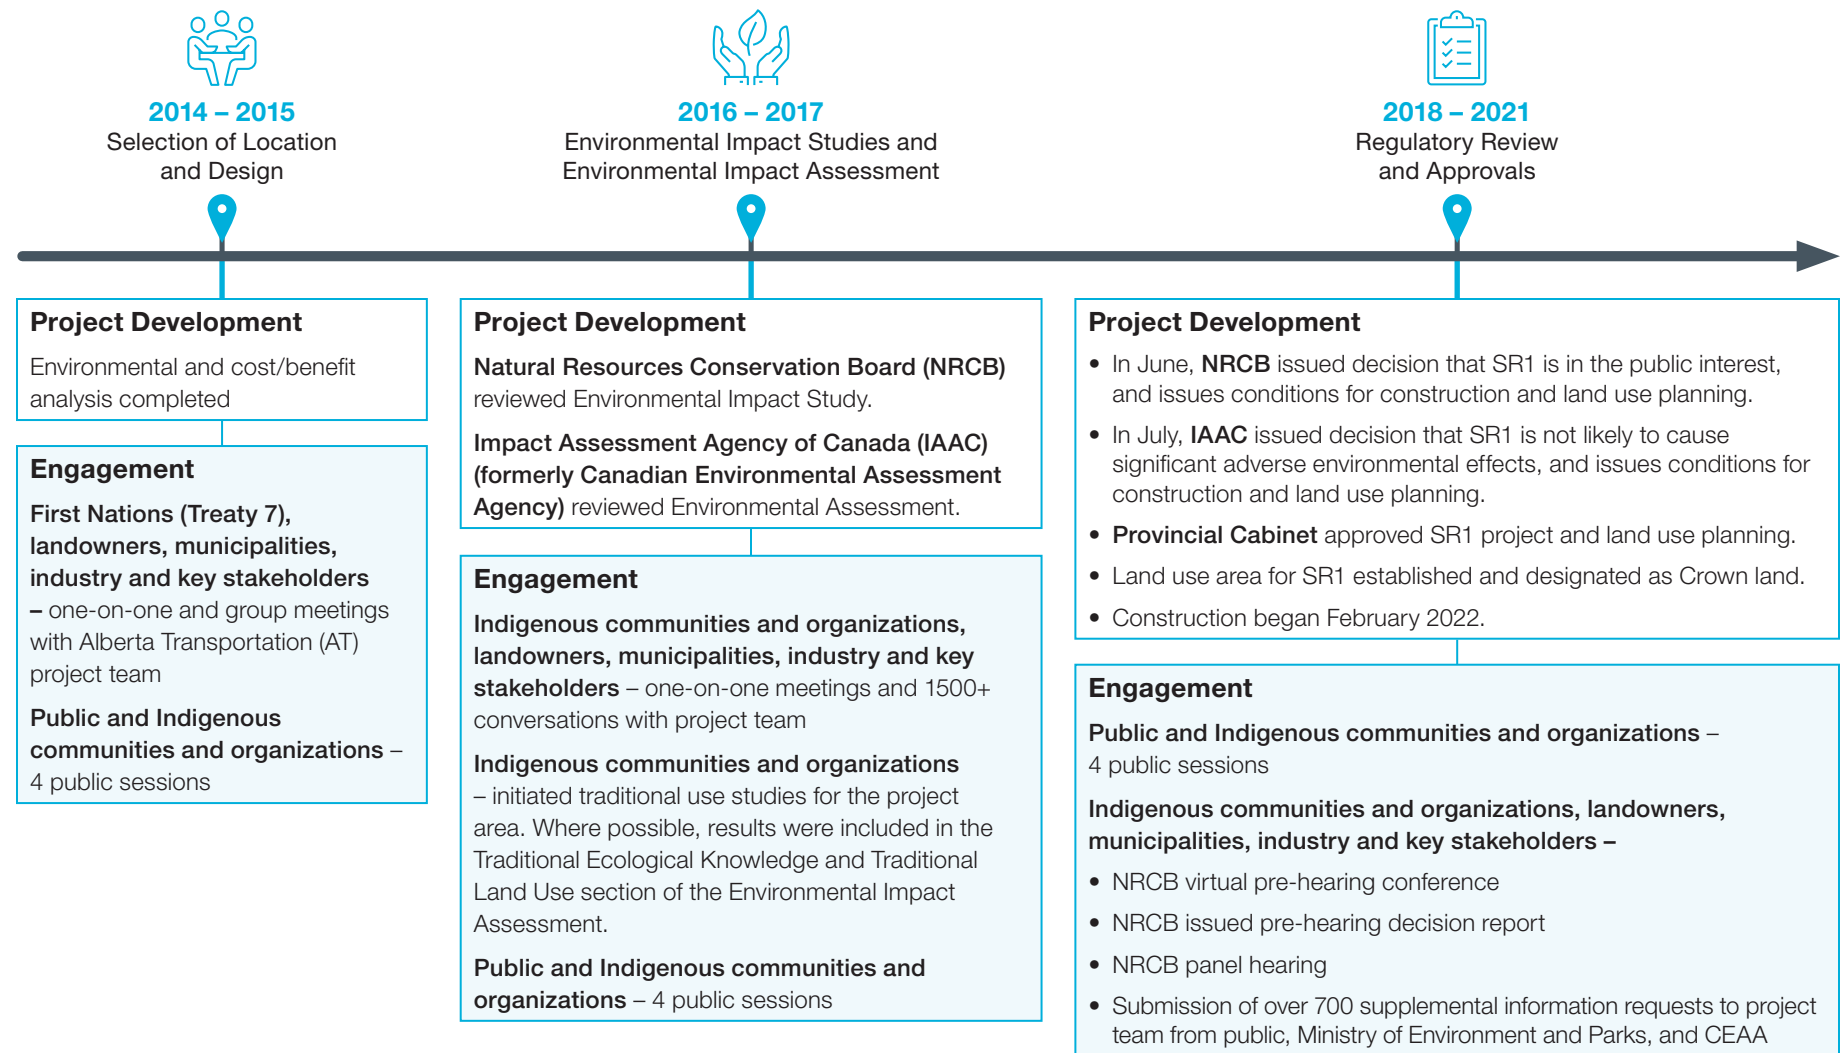 2014 – 2015
Selection of Location
and Design
2016 – 2017
Environmental Impact Studies and
Environmental Impact Assessment
2018 – 2021
Regulatory Review
and Approvals
Project Development
Environmental and cost/benefit
analysis completed
Engagement
First Nations (Treaty 7),
landowners, municipalities,
industry and key stakeholders
– one-on-one and group meetings
with Alberta Transportation (AT)
project team
Public and Indigenous
communities and organizations –
4 public sessions
Project Development
Natural Resources Conservation Board (NRCB)
reviewed Environmental Impact Study.
Impact Assessment Agency of Canada (IAAC)
(formerly Canadian Environmental Assessment
Agency) reviewed Environmental Assessment.
Engagement
Indigenous communities and organizations,
landowners, municipalities, industry and key
stakeholders – one-on-one meetings and 1500+
conversations with project team
Indigenous communities and organizations
– initiated traditional use studies for the project
area. Where possible, results were included in the
Traditional Ecological Knowledge and Traditional
Land Use section of the Environmental Impact
Assessment.
Public and Indigenous communities and
organizations – 4 public sessions
Project Development
• In June, NRCB issued decision that SR1 is in the public interest,
and issues conditions for construction and land use planning.
• In July, IAAC issued decision that SR1 is not likely to cause
significant adverse environmental effects, and issues conditions for
construction and land use planning.
• Provincial Cabinet approved SR1 project and land use planning.
• Land use area for SR1 established and designated as Crown land.
• Construction began February 2022.
Engagement
Public and Indigenous communities and organizations –
4 public sessions
Indigenous communities and organizations, landowners,
municipalities, industry and key stakeholders –
• NRCB virtual pre-hearing conference
• NRCB issued pre-hearing decision report
• NRCB panel hearing
• Submission of over 700 supplemental information requests to project
team from public, Ministry of Environment and Parks, and CEAA